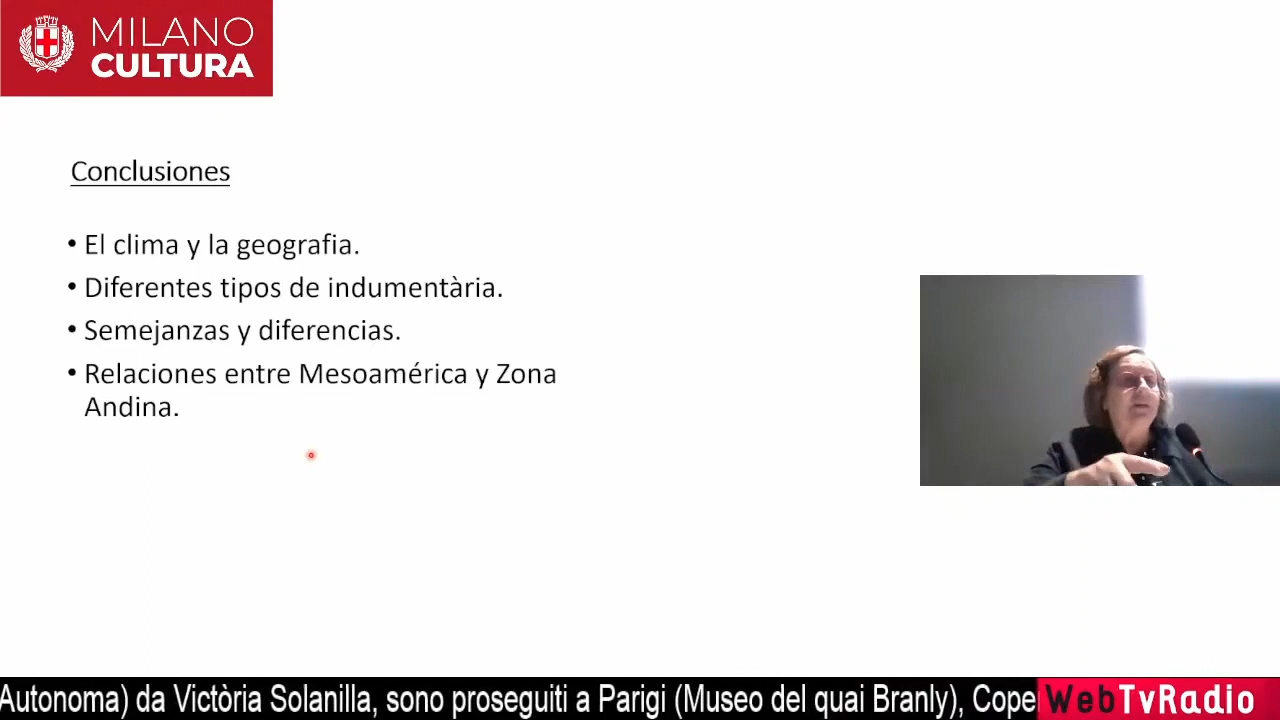 MILANO
CULTURA
Conclusiones
• El clima y la geografia.
• Diferentes tipos de indumentària.
• Semejanzas y diferencias.
• Relaciones entre Mesoamérica y Zona
Andina.
Autonoma) da Victòria Solanilla, sono proseguiti a Parigi (Museo del quai Branly), Cope
WebTvRadio